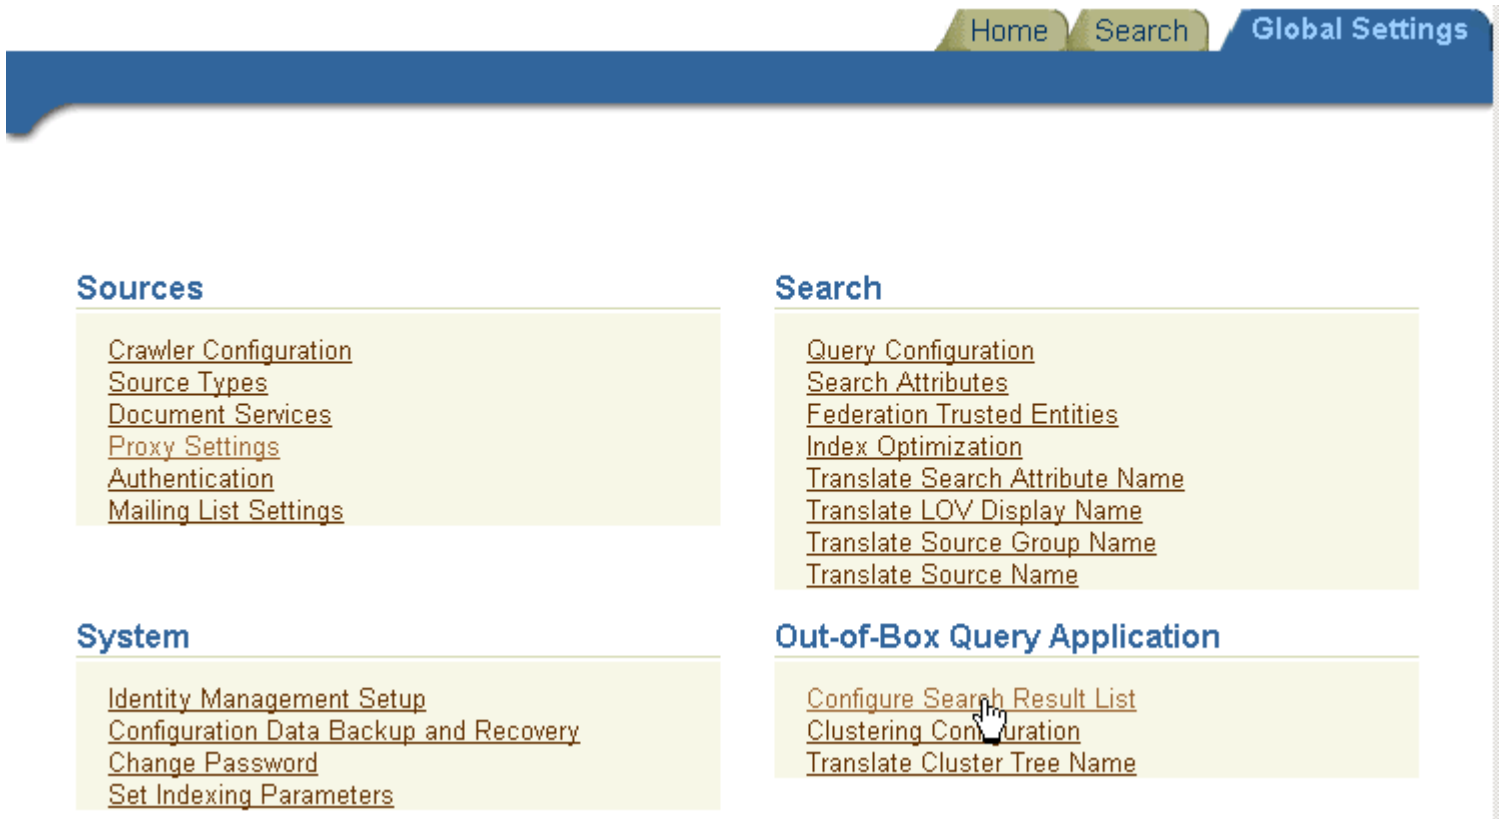 Home Search Global Settings
Sources
Crawler Configuration
Source Types
Document Services
Proxy Settings
Authentication
Mailing List Settings
Search
Query Configuration
Search Attributes
Federation Trusted Entities
Index Optimization
Translate Search Attribute Name
Translate LOV Display Name
Translate Source Group Name
Translate Source Name
System
Identity Management Setup
Configuration Data Backup and Recovery
Change Password
Set Indexing Parameters
Out-of-Box Query Application
Configure Search Result List
Clustering Configuration
Translate Cluster Tree Name